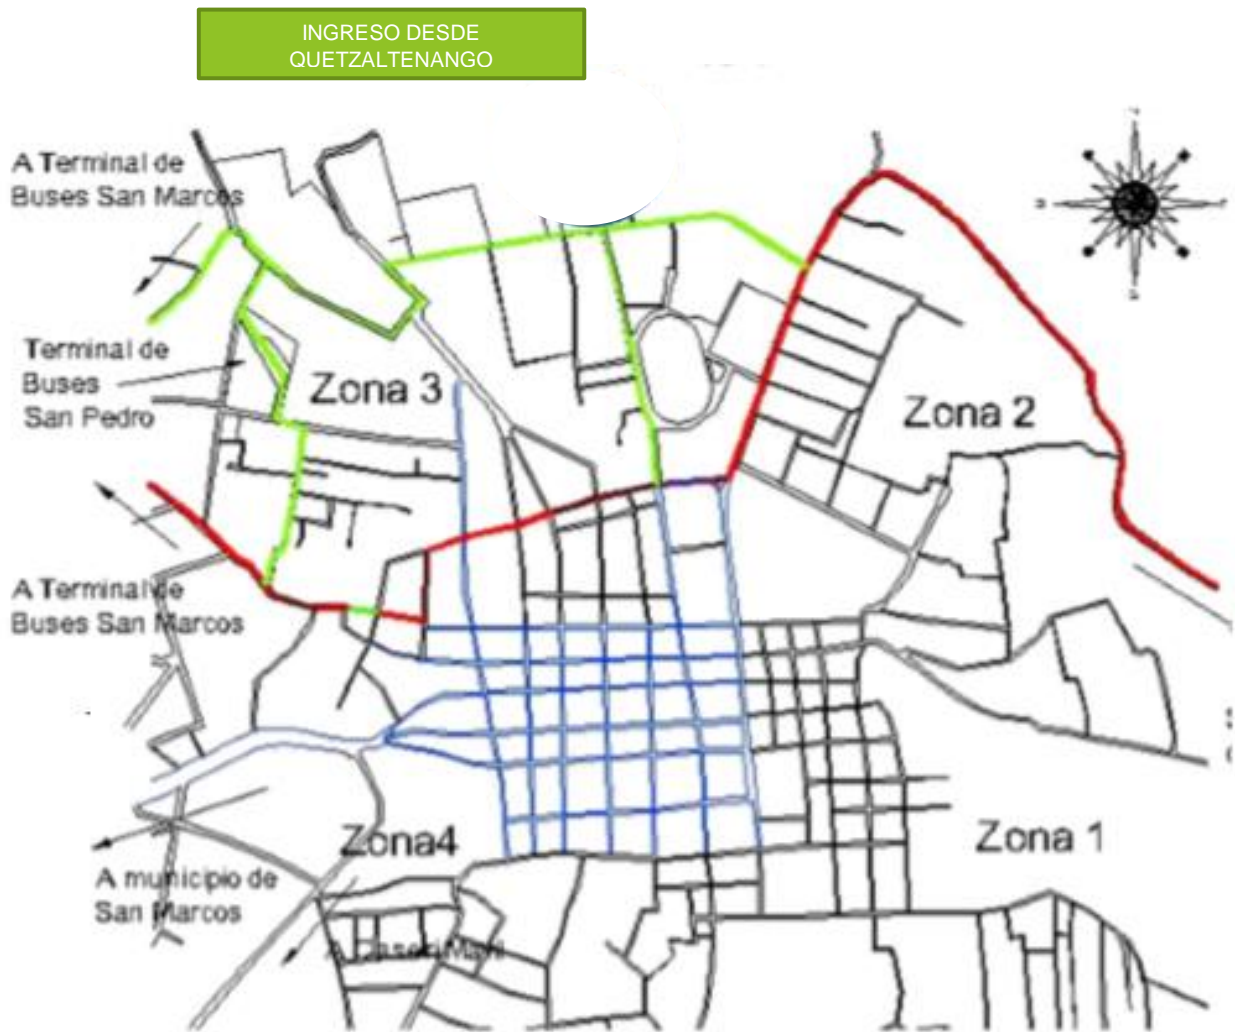 INGRESO DESDE
QUETZALTENANGO
A Terminal de
Buses San Marcos
Terminal de
Buses
San Pedro
Zona 3
Zona 2
A Terminal de
Buses San Marcos
Zona4
Zona 1
A municipio de
San Marcos